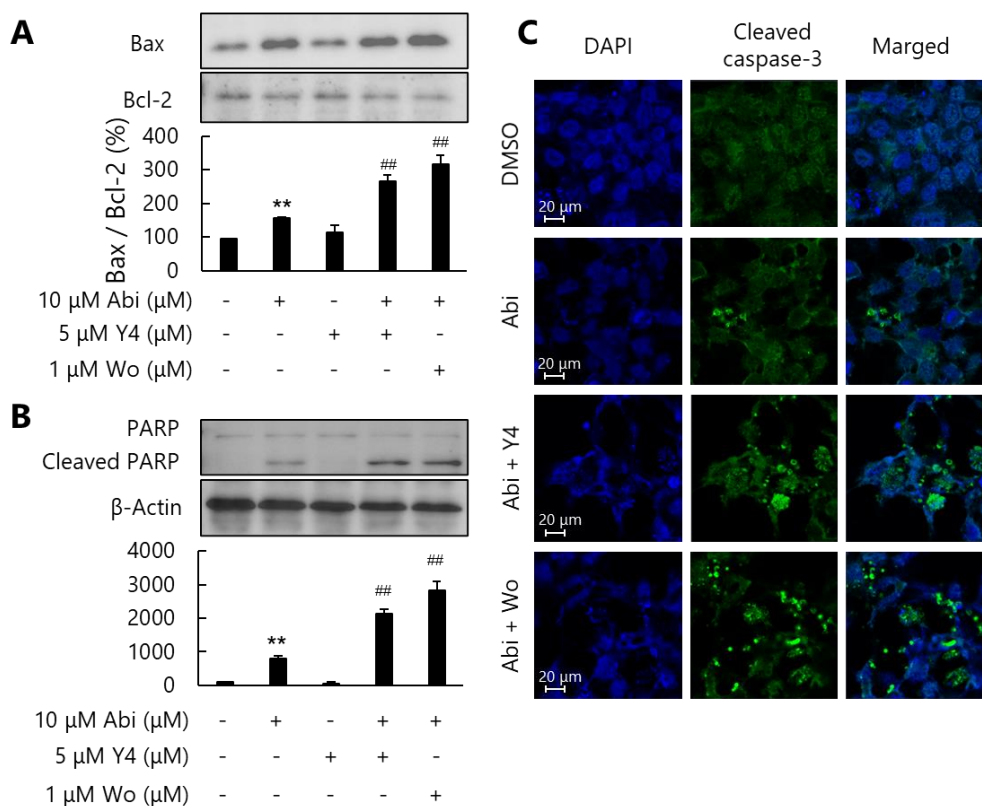 A
Bax
Bcl-2
Bax / Bcl-2 (%)
400
300
200
100
0
**
##
##
10 µM Abi (µM) - + - + +
5 µM Y4 (µM) - - + + -
1 µM Wo (µM) - - - - +
B
PARP
Cleaved PARP
β-Actin
4000
3000
2000
1000
0
**
##
##
10 µM Abi (µM) - + - + +
5 µM Y4 (µM) - - + + -
1 µM Wo (µM) - - - - +
C
DAPI
Cleaved
caspase-3
Marged
DMSO
20 µm
Abi
20 µm
Abi + Y4
20 µm
Abi + Wo
20 µm